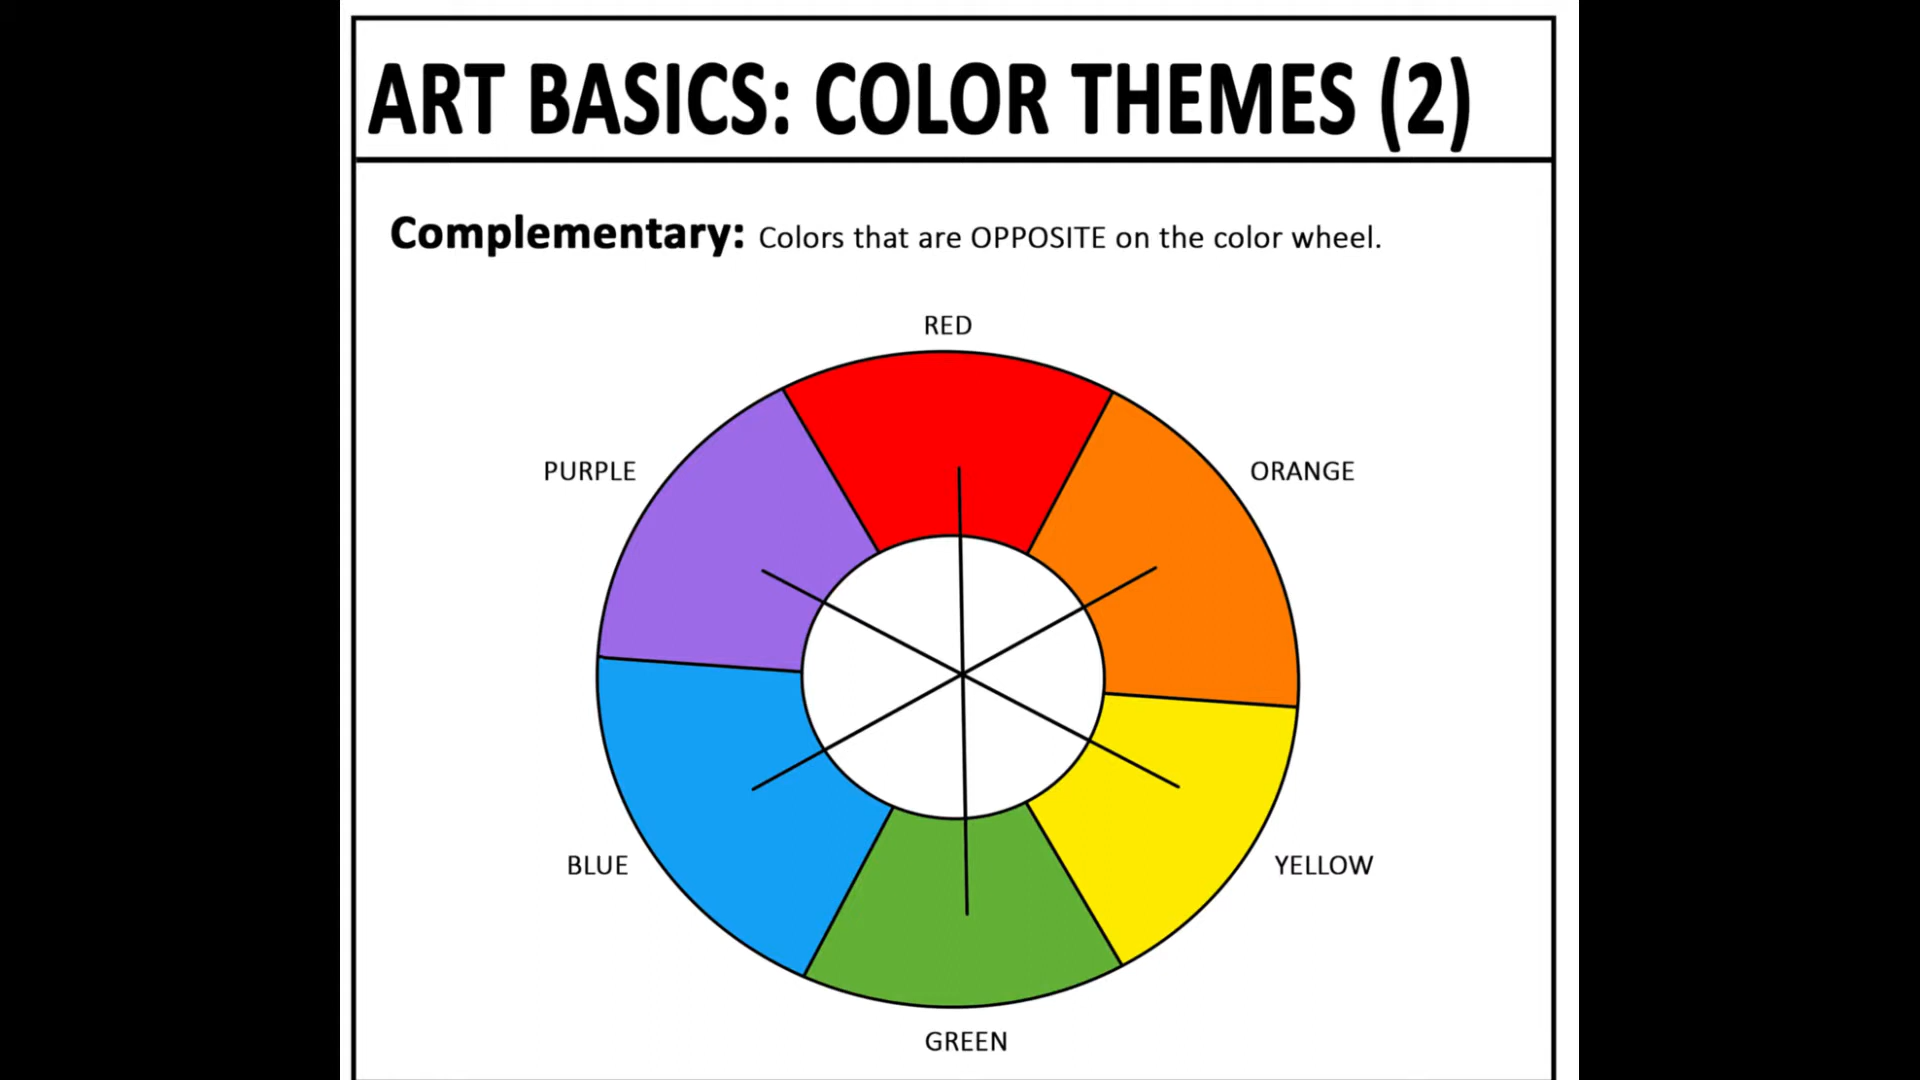 ART BASICS: COLOR THEMES (2)
Complementary: Colors that are OPPOSITE on the color wheel.
RED
PURPLE
ORANGE
BLUE
YELLOW
GREEN